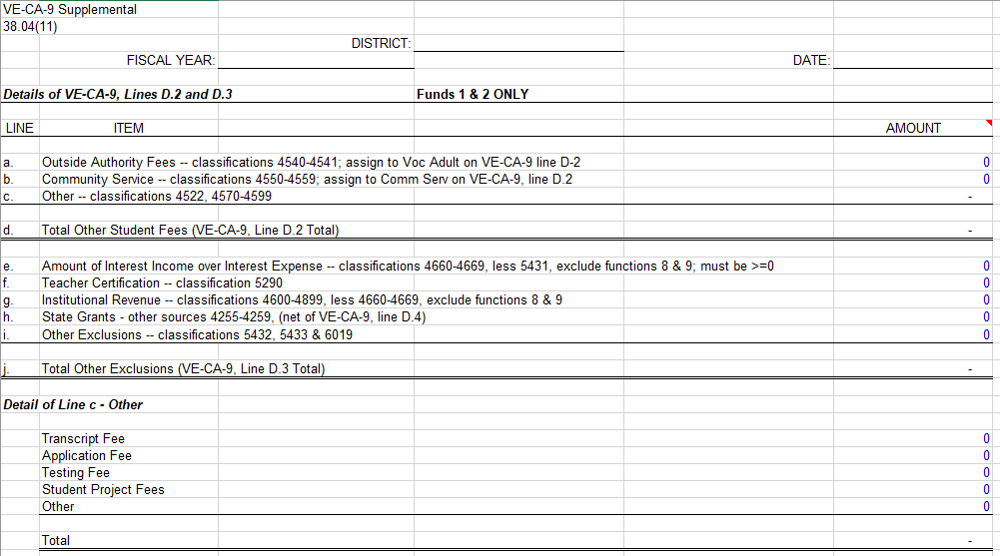 VE-CA-9 Supplemental
38.04(11)
DISTRICT:
FISCAL YEAR: DATE:
Details of VE-CA-9, Lines D.2 and D.3 Funds 1 & 2 ONLY
LINE ITEM AMOUNT
a. Outside Authority Fees -- classifications 4540-4541; assign to Voc Adult on VE-CA-9 line D-2 0
b. Community Service -- classifications 4550-4559; assign to Comm Serv on VE-CA-9, line D.2 0
c. Other -- classifications 4522, 4570-4599 -
d. Total Other Student Fees (VE-CA-9, Line D.2 Total) -
e. Amount of Interest Income over Interest Expense -- classifications 4660-4669, less 5431, exclude functions 8 & 9; must be >=0 0
f. Teacher Certification -- classification 5290 0
g. Institutional Revenue -- classifications 4600-4899, less 4660-4669, exclude functions 8 & 9 0
h. State Grants - other sources 4255-4259, (net of VE-CA-9, line D.4) 0
i. Other Exclusions -- classifications 5432, 5433 & 6019 0
j. Total Other Exclusions (VE-CA-9, Line D.3 Total) -
Detail of Line c - Other
Transcript Fee 0
Application Fee 0
Testing Fee 0
Student Project Fees 0
Other 0
Total -